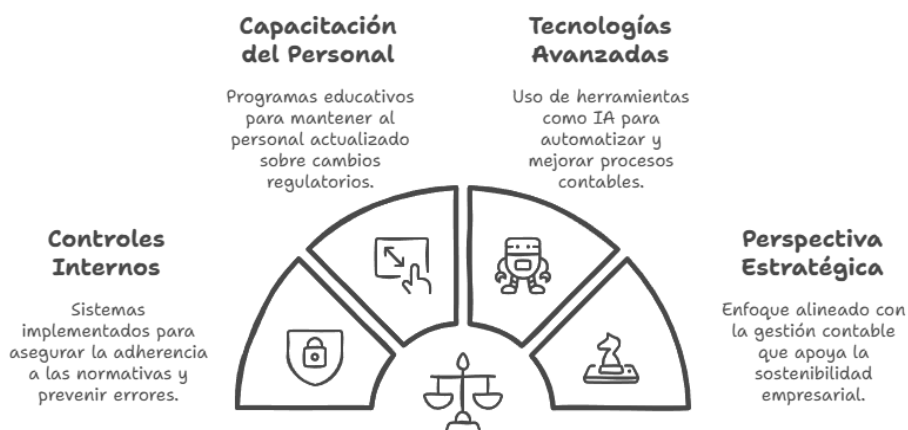 Capacitación
del Personal
Programas educativos
para mantener al
personal actualizado
sobre cambios
regulatorios.
Tecnologías
Avanzadas
Uso de herramientas
como IA para
automatizar y
mejorar procesos
contables.
Controles
Internos
Sistemas
implementados para
asegurar la adherencia
a las normativas y
prevenir errores.
Perspectiva
Estratégica
Enfoque alineado con
la gestión contable
que apoya la
sostenibilidad
empresarial.